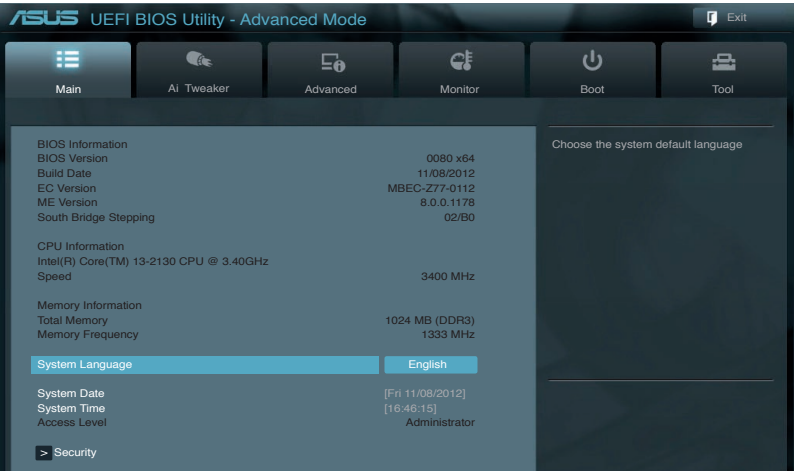 ASUS UEFI BIOS Utility - Advanced Mode
Exit
Main
Ai Tweaker
Advanced
Monitor
Boot
Tool
BIOS Information
BIOS Version 0080 x64
Build Date 11/08/2012
EC Version MBEC-Z77-0112
ME Version 8.0.0.1178
South Bridge Stepping 02/B0
CPU Information
Intel(R) Core(TM) 13-2130 CPU @ 3.40GHz
Speed 3400 MHz
Memory Information
Total Memory 1024 MB (DDR3)
Memory Frequency 1333 MHz
System Language English
System Date [Fri 11/08/2012]
System Time [16:46:15]
Access Level Administrator
> Security
Choose the system default language